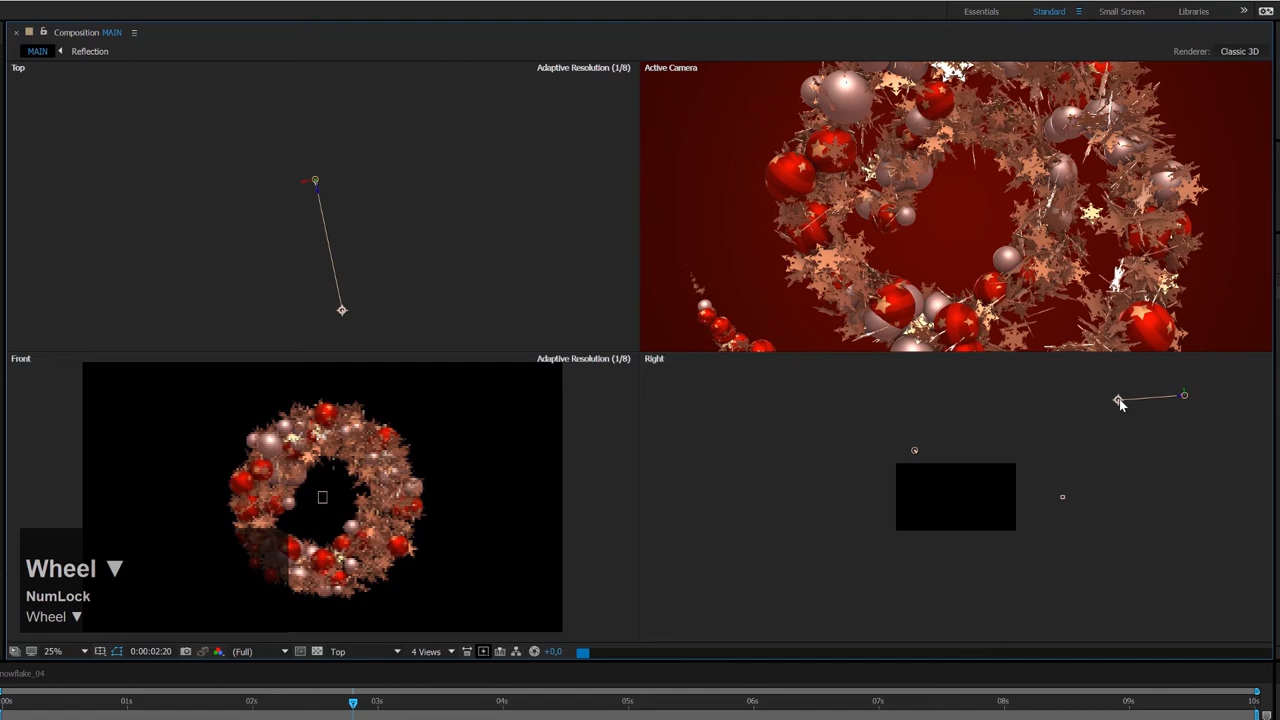 Essentials
Standard
Small Screen
Libraries
Composition MAIN
MAIN
Reflection
Renderer: Classic 3D
Top
Adaptive Resolution (1/8)
Active Camera
Front
Adaptive Resolution (1/8)
Right
Wheel ▼
NumLock
Wheel ▼
25%
0:00:02:20
(Full)
Top
4 Views
+0,0
nowflake_04
:00s
01s
02s
03s
04s
05s
06s
07s
08s
09s
10s